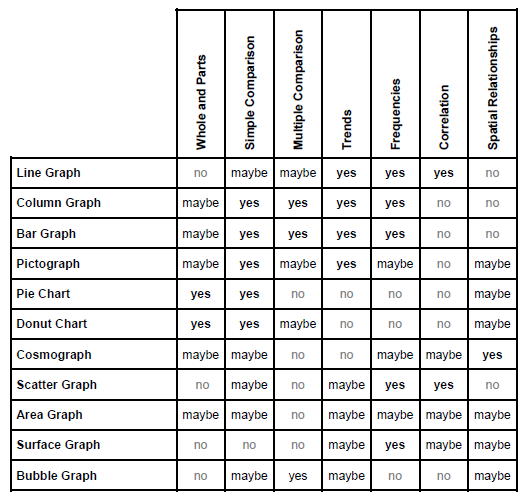 Whole and Parts
Simple Comparison
Multiple Comparison
Trends
Frequencies
Correlation
Spatial Relationships
Line Graph no maybe maybe yes yes yes no
Column Graph maybe yes yes yes yes no no
Bar Graph maybe yes yes yes yes no no
Pictograph maybe yes maybe yes maybe no maybe
Pie Chart yes yes no no no no maybe
Donut Chart yes yes maybe no no no maybe
Cosmograph maybe maybe no no maybe maybe yes
Scatter Graph no maybe no maybe yes yes no
Area Graph maybe maybe no maybe maybe maybe maybe
Surface Graph no no no maybe yes maybe maybe
Bubble Graph no maybe yes maybe no no maybe